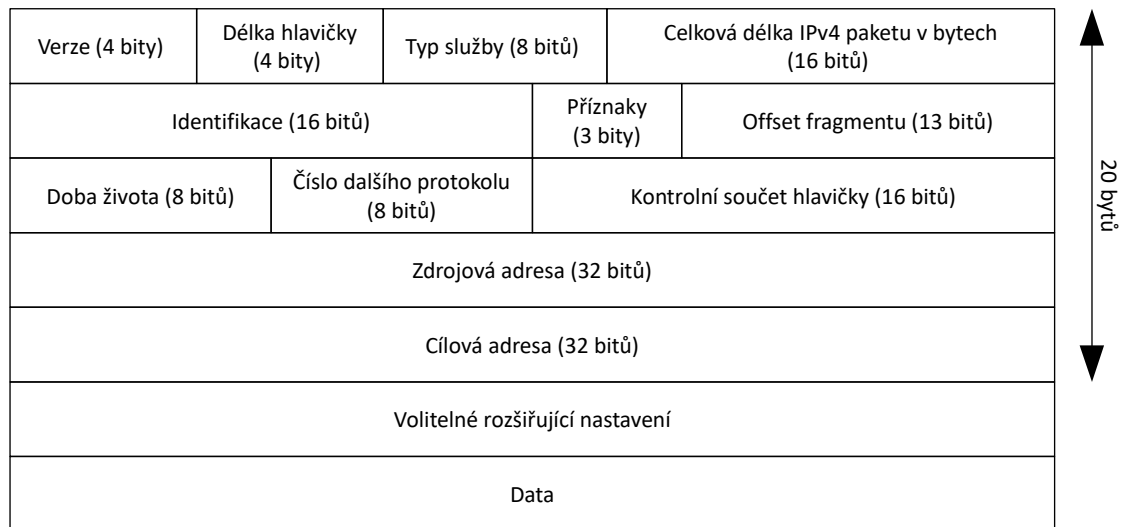 Verze (4 bity)
Délka hlavičky
(4 bity)
Typ služby (8 bitů)
Celková délka IPv4 paketu v bytech
(16 bitů)
Identifikace (16 bitů)
Příznaky
(3 bity)
Offset fragmentu (13 bitů)
Doba života (8 bitů)
Číslo dalšího protokolu
(8 bitů)
Kontrolní součet hlavičky (16 bitů)
20 bytů
Zdrojová adresa (32 bitů)
Cílová adresa (32 bitů)
Volitelné rozšiřující nastavení
Data